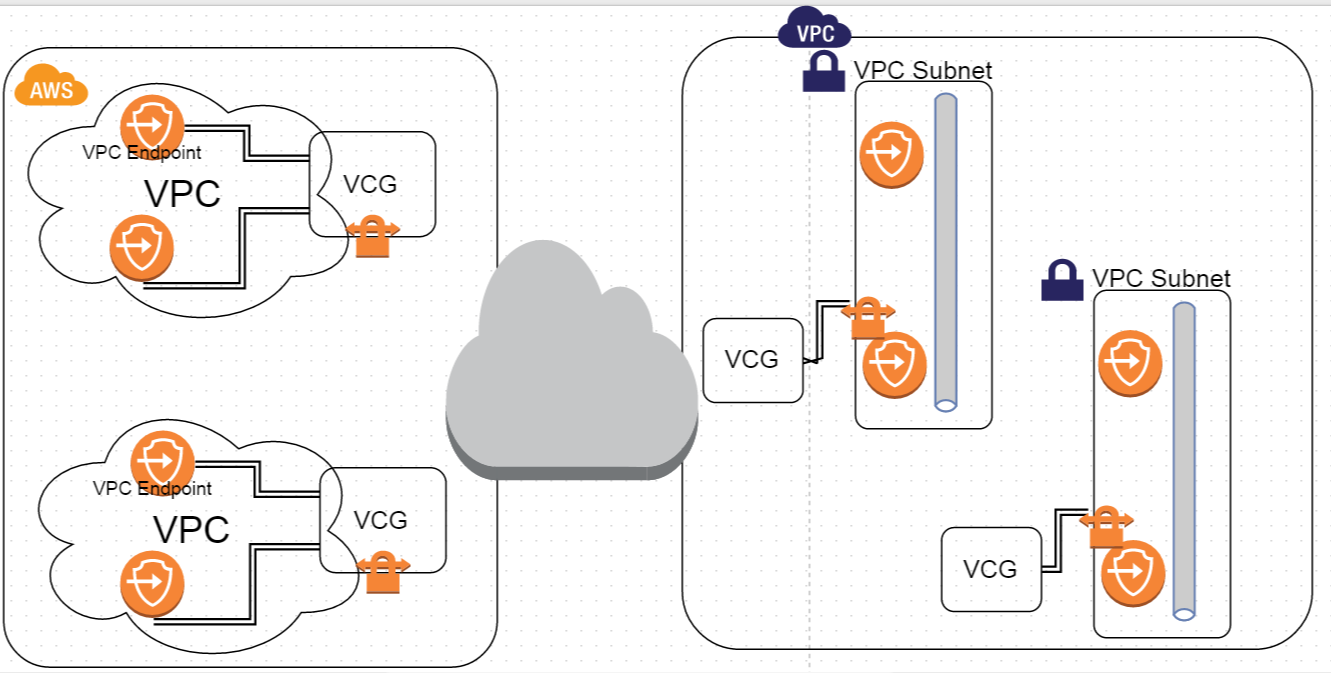 AWS
VPC Endpoint
VPC
VCG
VPC Endpoint
VPC
VCG
VPC
VPC Subnet
VCG
VPC Subnet
VCG